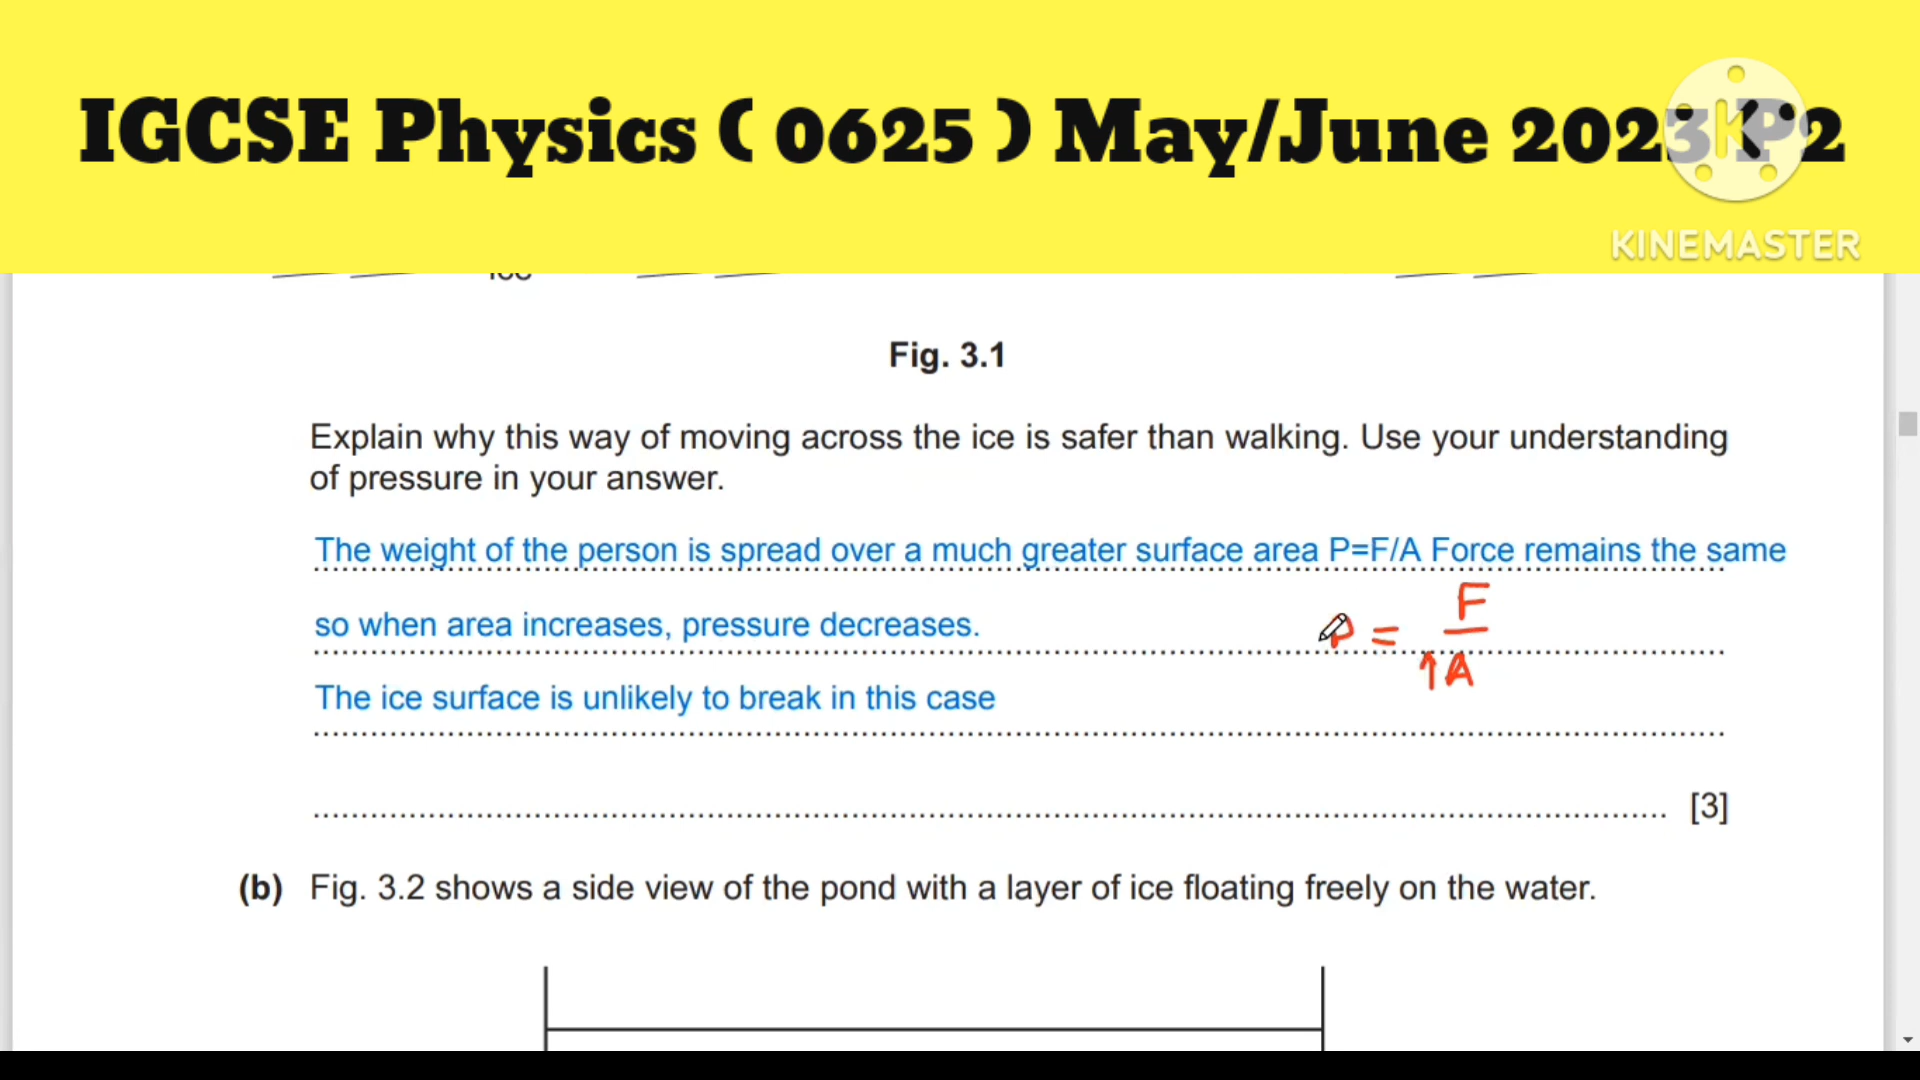 IGCSE Physics ( 0625 ) May/June 2023 P2
KINEMASTER
Fig. 3.1
Explain why this way of moving across the ice is safer than walking. Use your understanding
of pressure in your answer.
The weight of the person is spread over a much greater surface area P=F/A Force remains the same
so when area increases, pressure decreases.
P = F
↑A
The ice surface is unlikely to break in this case
[3]
(b) Fig. 3.2 shows a side view of the pond with a layer of ice floating freely on the water.